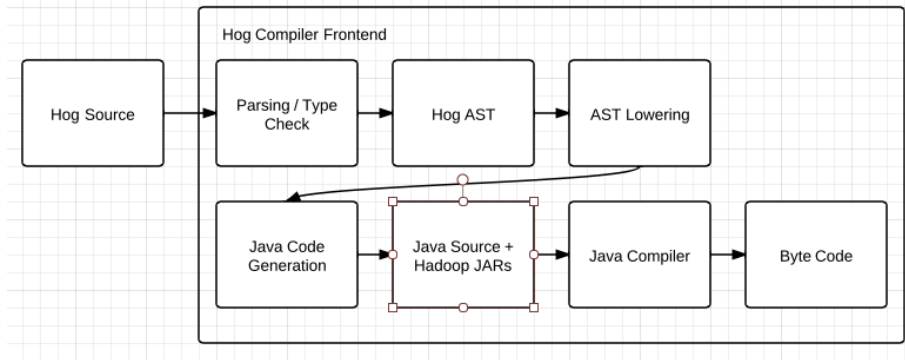 Hog Compiler Frontend
Hog Source
Parsing / Type
Check
Hog AST
AST Lowering
Java Code
Generation
Java Source +
Hadoop JARs
Java Compiler
Byte Code